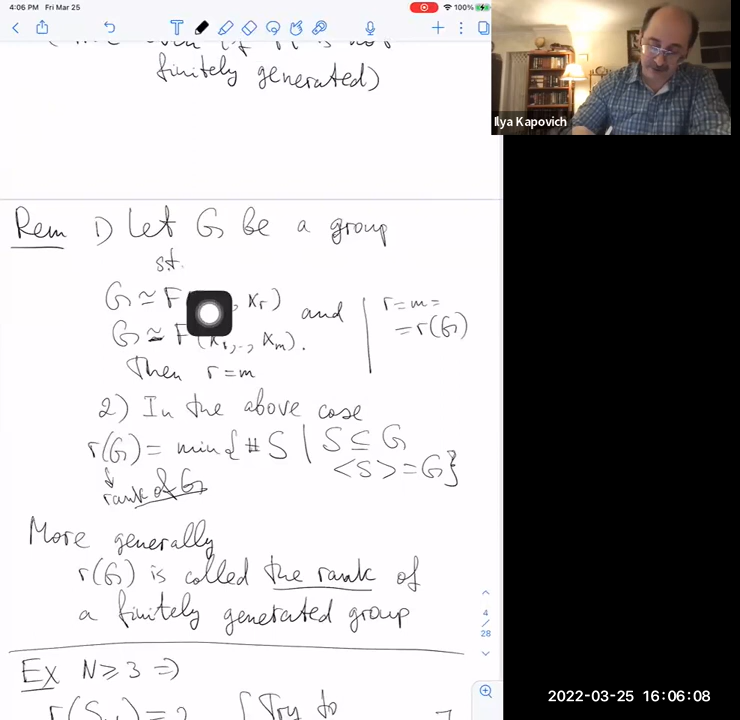 4:06 PM Fri Mar 25
100%
finitely generated)
Ilya Kapovich
Rem 1) Let G be a group
s.t.
G ≃ F( , xr) and | r=m=
G ≃ F(x1,.., xm). | =r(G)
Then r=m
2) In the above case
r(G) = min{ #S | S ⊆ G
<S> = G}
rank of G
More generally
r(G) is called the rank of
a finitely generated group
4
/
28
Ex N≥3 =>
[Try to
2022-03-25 16:06:08